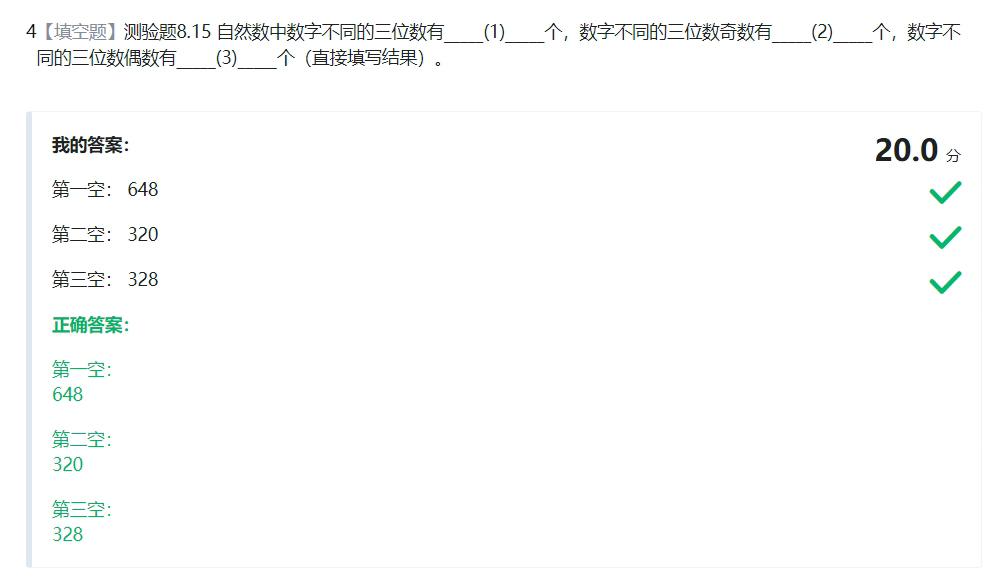 4【填空题】测验题8.15 自然数中数字不同的三位数有_____(1)_____个，数字不同的三位数奇数有_____(2)_____个，数字不
同的三位数偶数有_____(3)_____个（直接填写结果）。
我的答案：
20.0 分
第一空： 648
第二空： 320
第三空： 328
正确答案：
第一空：
648
第二空：
320
第三空：
328